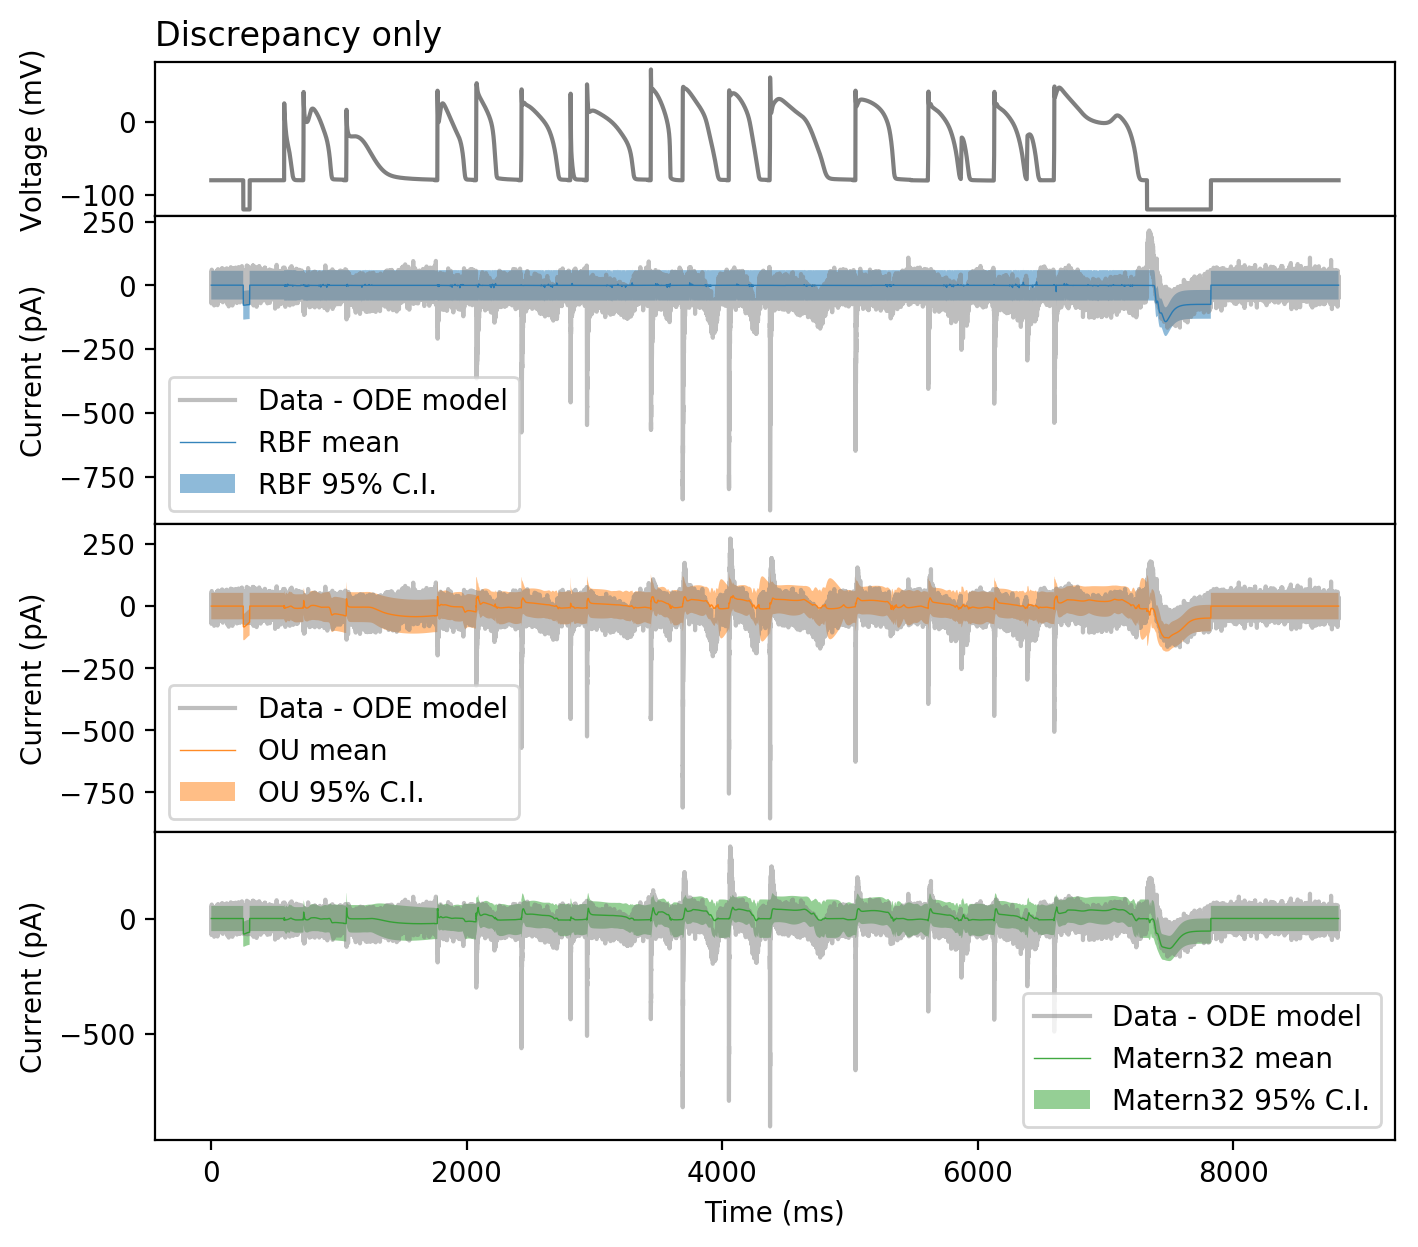 Discrepancy only
Voltage (mV)
0
−100
Current (pA)
250
0
−250
−500
−750
Data - ODE model
RBF mean
RBF 95% C.I.
Current (pA)
250
0
−250
−500
−750
Data - ODE model
OU mean
OU 95% C.I.
Current (pA)
0
−500
Data - ODE model
Matern32 mean
Matern32 95% C.I.
0 2000 4000 6000 8000
Time (ms)